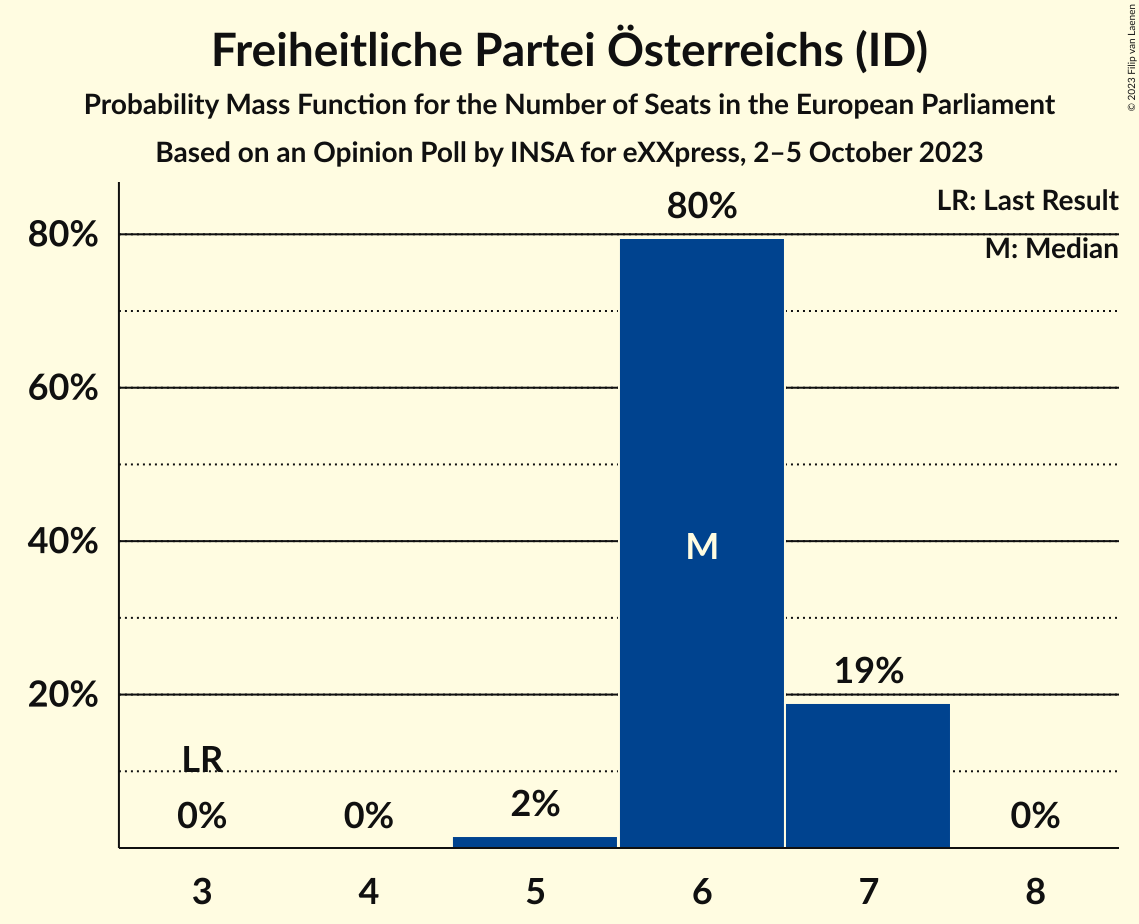 Freiheitliche Partei Österreichs (ID)
Probability Mass Function for the Number of Seats in the European Parliament
Based on an Opinion Poll by INSA for eXXpress, 2–5 October 2023
© 2023 Filip van Laenen
LR: Last Result
M: Median
80%
60%
40%
20%
LR
0%
0%
2%
80%
M
19%
0%
3
4
5
6
7
8